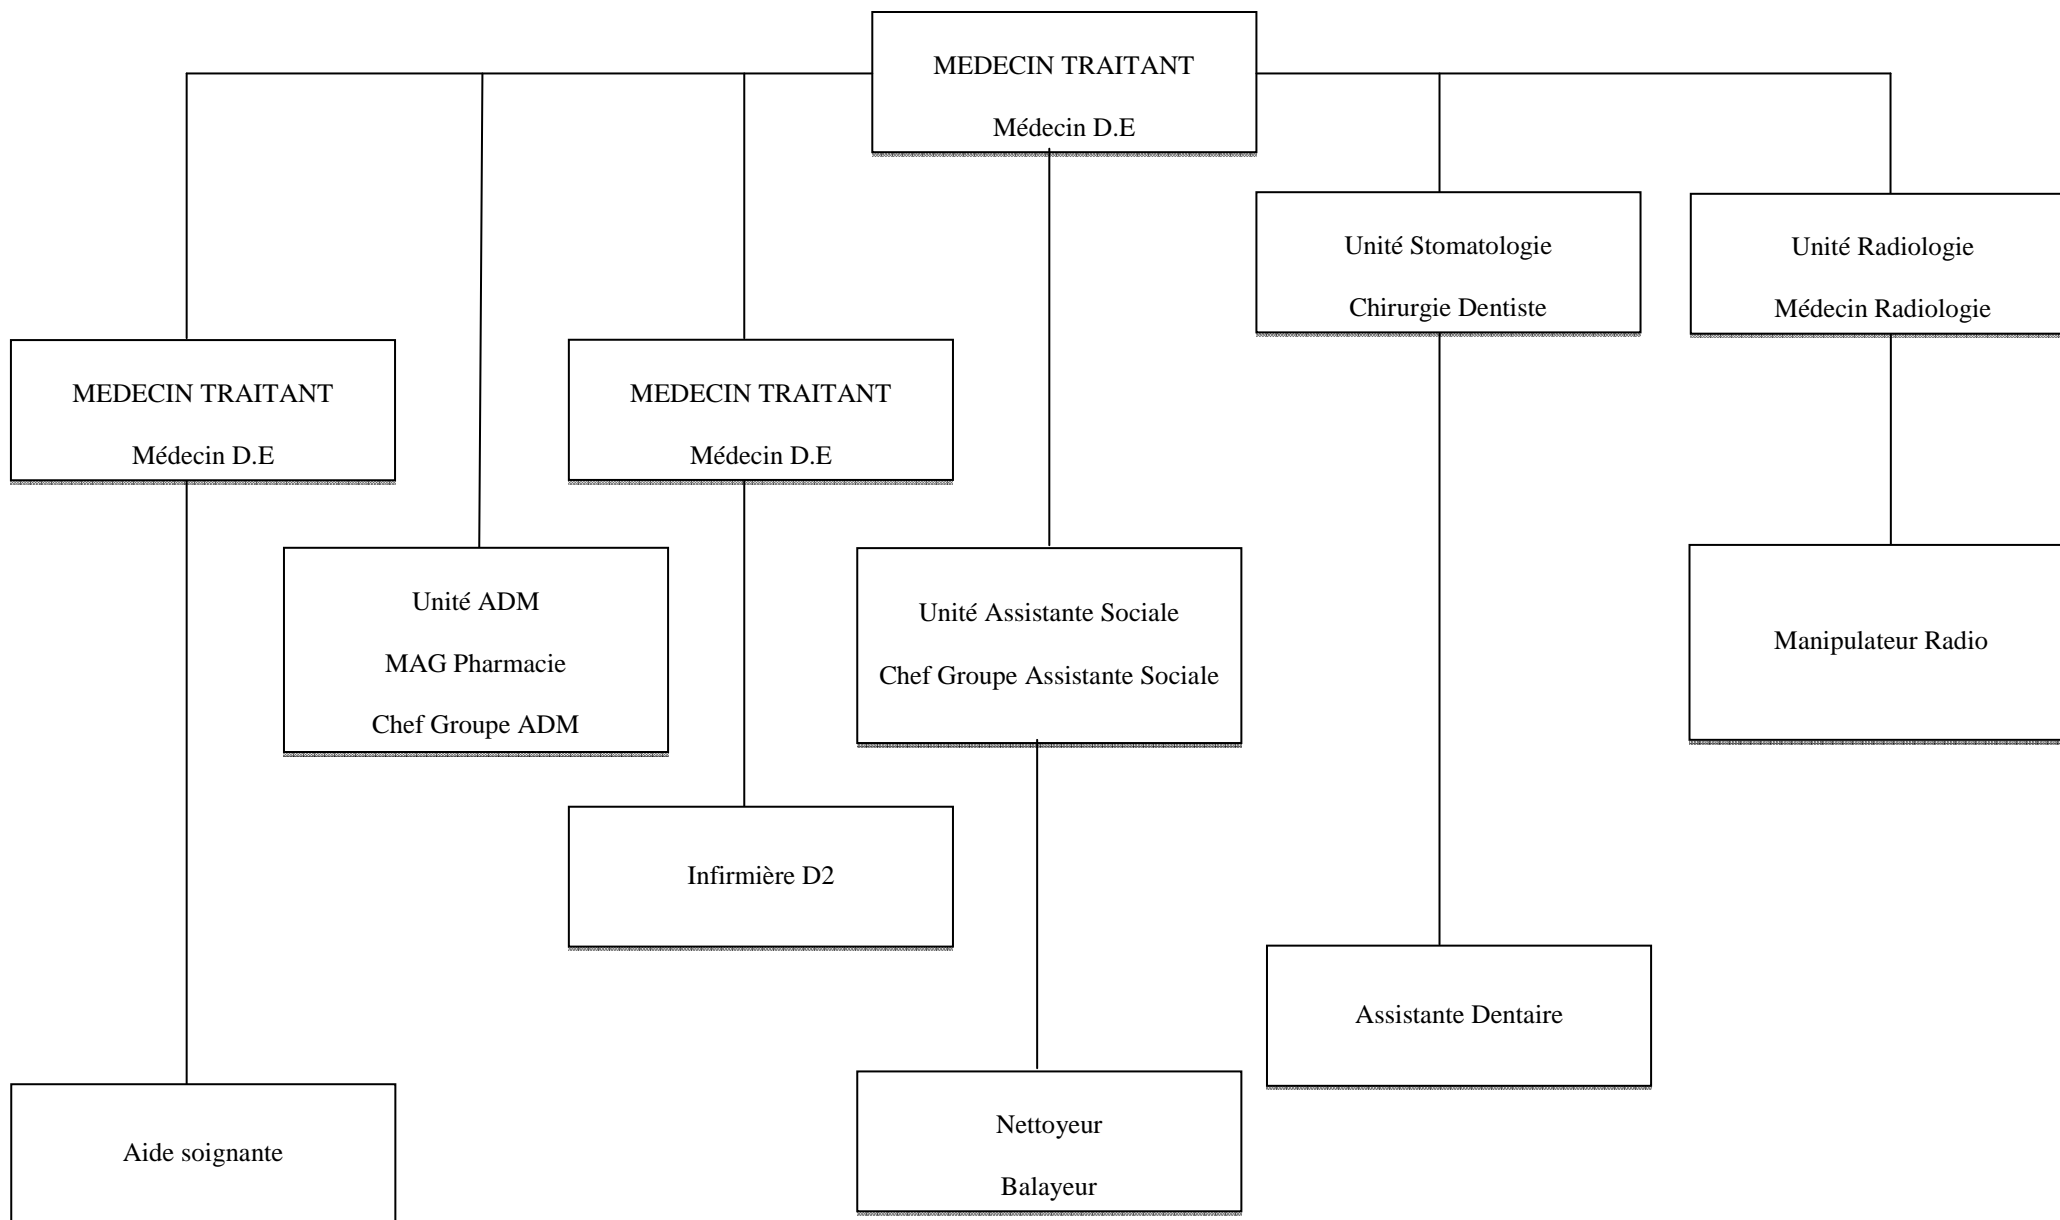 MEDECIN TRAITANT
Médecin D.E
Unité Stomatologie
Chirurgie Dentiste
Unité Radiologie
Médecin Radiologie
MEDECIN TRAITANT
Médecin D.E
MEDECIN TRAITANT
Médecin D.E
Unité ADM
MAG Pharmacie
Chef Groupe ADM
Unité Assistante Sociale
Chef Groupe Assistante Sociale
Manipulateur Radio
Infirmière D2
Assistante Dentaire
Aide soignante
Nettoyeur
Balayeur